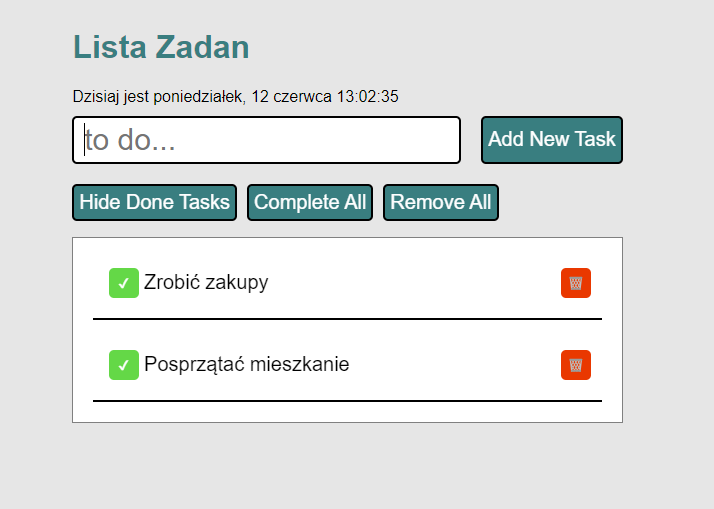 Lista Zadan
Dzisiaj jest poniedziałek, 12 czerwca 13:02:35
to do...
Add New Task
Hide Done Tasks Complete All Remove All
Zrobić zakupy
Posprzątać mieszkanie